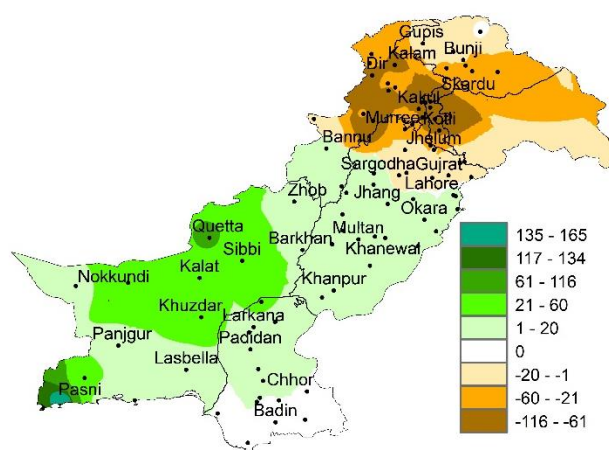 Gupis
Kalam
Bunji
Dir
Skardu
Kakul
Murree
Kotli
Bannu
Jhelum
Sargodha
Gujrat
Zhob
Jhang
Lahore
Okara
Quetta
Multan
Barkhan
Sibbi
Khanewal
Nokkundi
Kalat
Khanpur
Khuzdar
Larkana
Panjgur
Padidan
Lasbella
Pasni
Chhor
Badin
135 - 165
117 - 134
61 - 116
21 - 60
1 - 20
0
-20 - -1
-60 - -21
-116 - -61